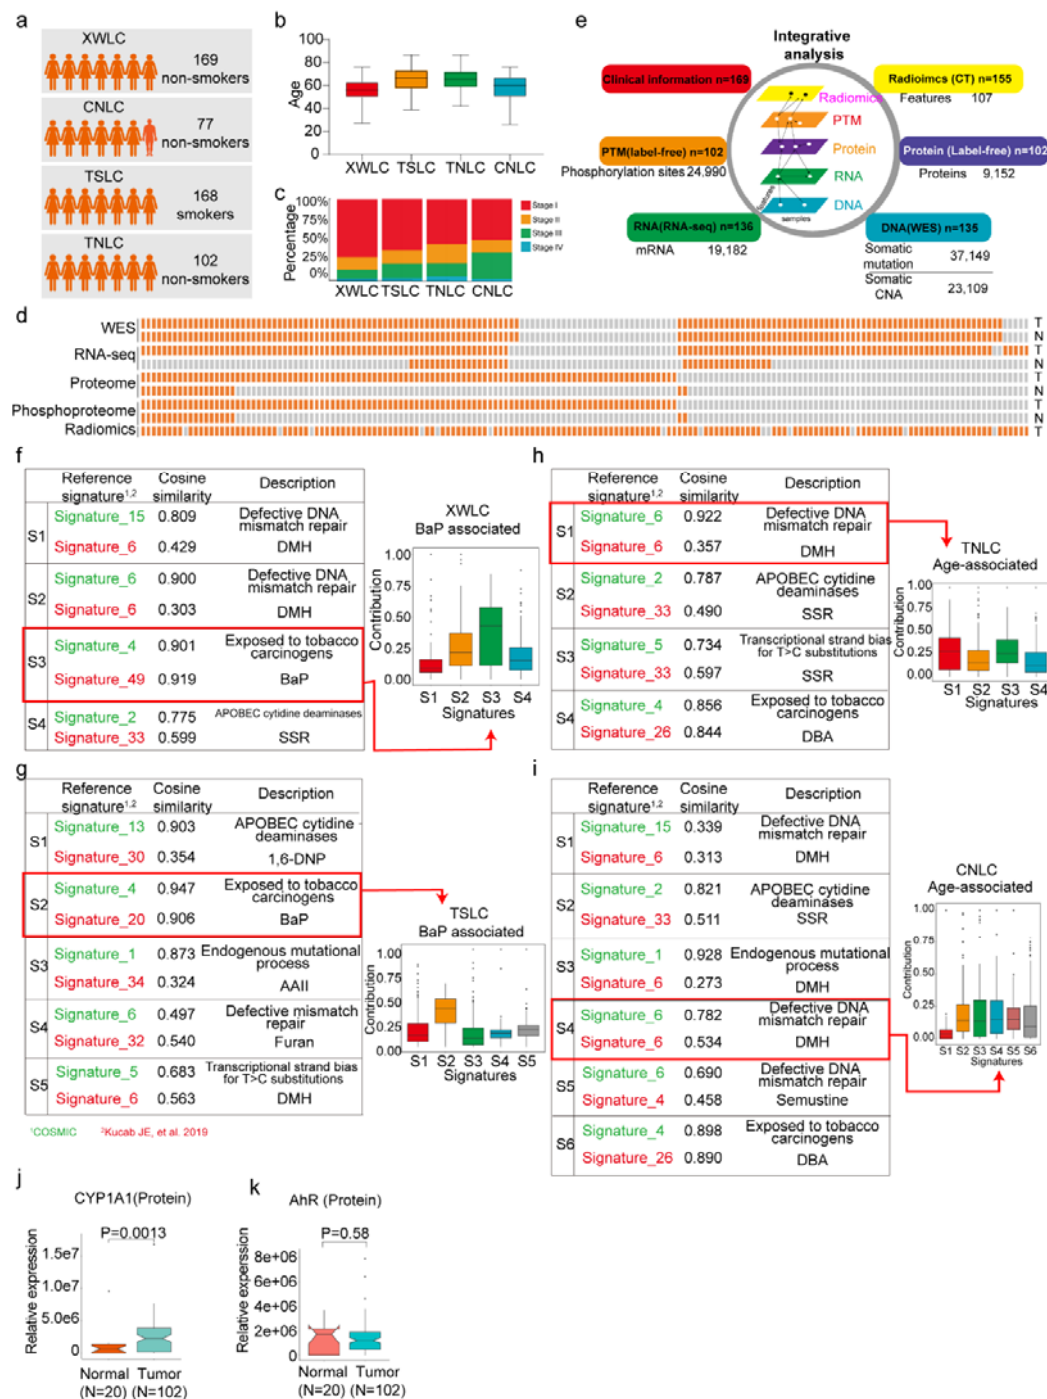 a
XWLC
169
non-smokers
CNLC
77
non-smokers
TSLC
168
smokers
TNLC
102
non-smokers
b
Age
100
80
60
40
20
0
XWLC TSLC TNLC CNLC
c
Percentage
100%
75%
50%
25%
0%
Stage I
Stage II
Stage III
Stage IV
XWLC TSLC TNLC CNLC
e
Integrative
analysis
Clinical information n=169
Radioimcs (CT) n=155
Features 107
PTM(label-free) n=102
Phosphorylation sites 24,990
Protein (Label-free) n=102
Proteins 9,152
RNA(RNA-seq) n=136
mRNA 19,182
DNA(WES) n=135
Somatic
mutation 37,149
Somatic
CNA 23,109
Radiomics
PTM
Protein
RNA
DNA
features
samples
d
WES T
N
RNA-seq T
N
Proteome T
N
Phosphoproteome T
N
Radiomics T
f
Reference
signature1,2
Cosine
similarity
Description
S1
Signature_15 0.809 Defective DNA
mismatch repair
Signature_6 0.429 DMH
S2
Signature_6 0.900 Defective DNA
mismatch repair
Signature_6 0.303 DMH
S3
Signature_4 0.901 Exposed to tobacco
carcinogens
Signature_49 0.919 BaP
S4
Signature_2 0.775 APOBEC cytidine deaminases
Signature_33 0.599 SSR
XWLC
BaP associated
Contribution
1.00
0.75
0.50
0.25
0.00
S1 S2 S3 S4
Signatures
h
Reference
signature1,2
Cosine
similarity
Description
S1
Signature_6 0.922 Defective DNA
mismatch repair
Signature_6 0.357 DMH
S2
Signature_2 0.787 APOBEC cytidine
deaminases
Signature_33 0.490 SSR
S3
Signature_5 0.734 Transcriptional strand bias
for T>C substitutions
Signature_33 0.597 SSR
S4
Signature_4 0.856 Exposed to tobacco
carcinogens
Signature_26 0.844 DBA
TNLC
Age-associated
Contribution
1.00
0.75
0.50
0.25
0.00
S1 S2 S3 S4
Signatures
g
Reference
signature1,2
Cosine
similarity
Description
S1
Signature_13 0.903 APOBEC cytidine
deaminases
Signature_30 0.354 1,6-DNP
S2
Signature_4 0.947 Exposed to tobacco
carcinogens
Signature_20 0.906 BaP
S3
Signature_1 0.873 Endogenous mutational
process
Signature_34 0.324 AAII
S4
Signature_6 0.497 Defective mismatch
repair
Signature_32 0.540 Furan
S5
Signature_5 0.683 Transcriptional strand bias
for T>C substitutions
Signature_6 0.563 DMH
1COSMIC 2Kucab JE, et al. 2019
TSLC
BaP associated
Contribution
1.00
0.75
0.50
0.25
0.00
S1 S2 S3 S4 S5
Signatures
i
Reference
signature1,2
Cosine
similarity
Description
S1
Signature_15 0.339 Defective DNA
mismatch repair
Signature_6 0.313 DMH
S2
Signature_2 0.821 APOBEC cytidine
deaminases
Signature_33 0.511 SSR
S3
Signature_1 0.928 Endogenous mutational
process
Signature_6 0.273 DMH
S4
Signature_6 0.782 Defective DNA
mismatch repair
Signature_6 0.534 DMH
S5
Signature_6 0.690 Defective DNA
mismatch repair
Signature_4 0.458 Semustine
S6
Signature_4 0.898 Exposed to tobacco
carcinogens
Signature_26 0.890 DBA
CNLC
Age-associated
Contribution
1.00
0.75
0.50
0.25
0.00
S1 S2 S3 S4 S5 S6
Signatures
j
CYP1A1(Protein)
P=0.0013
Relative expression
1.5e7
1.0e7
5.0e6
0
Normal Tumor
(N=20) (N=102)
k
AhR (Protein)
P=0.58
Relative experssion
8e+06
6e+06
4e+06
2e+06
0
Normal Tumor
(N=20) (N=102)